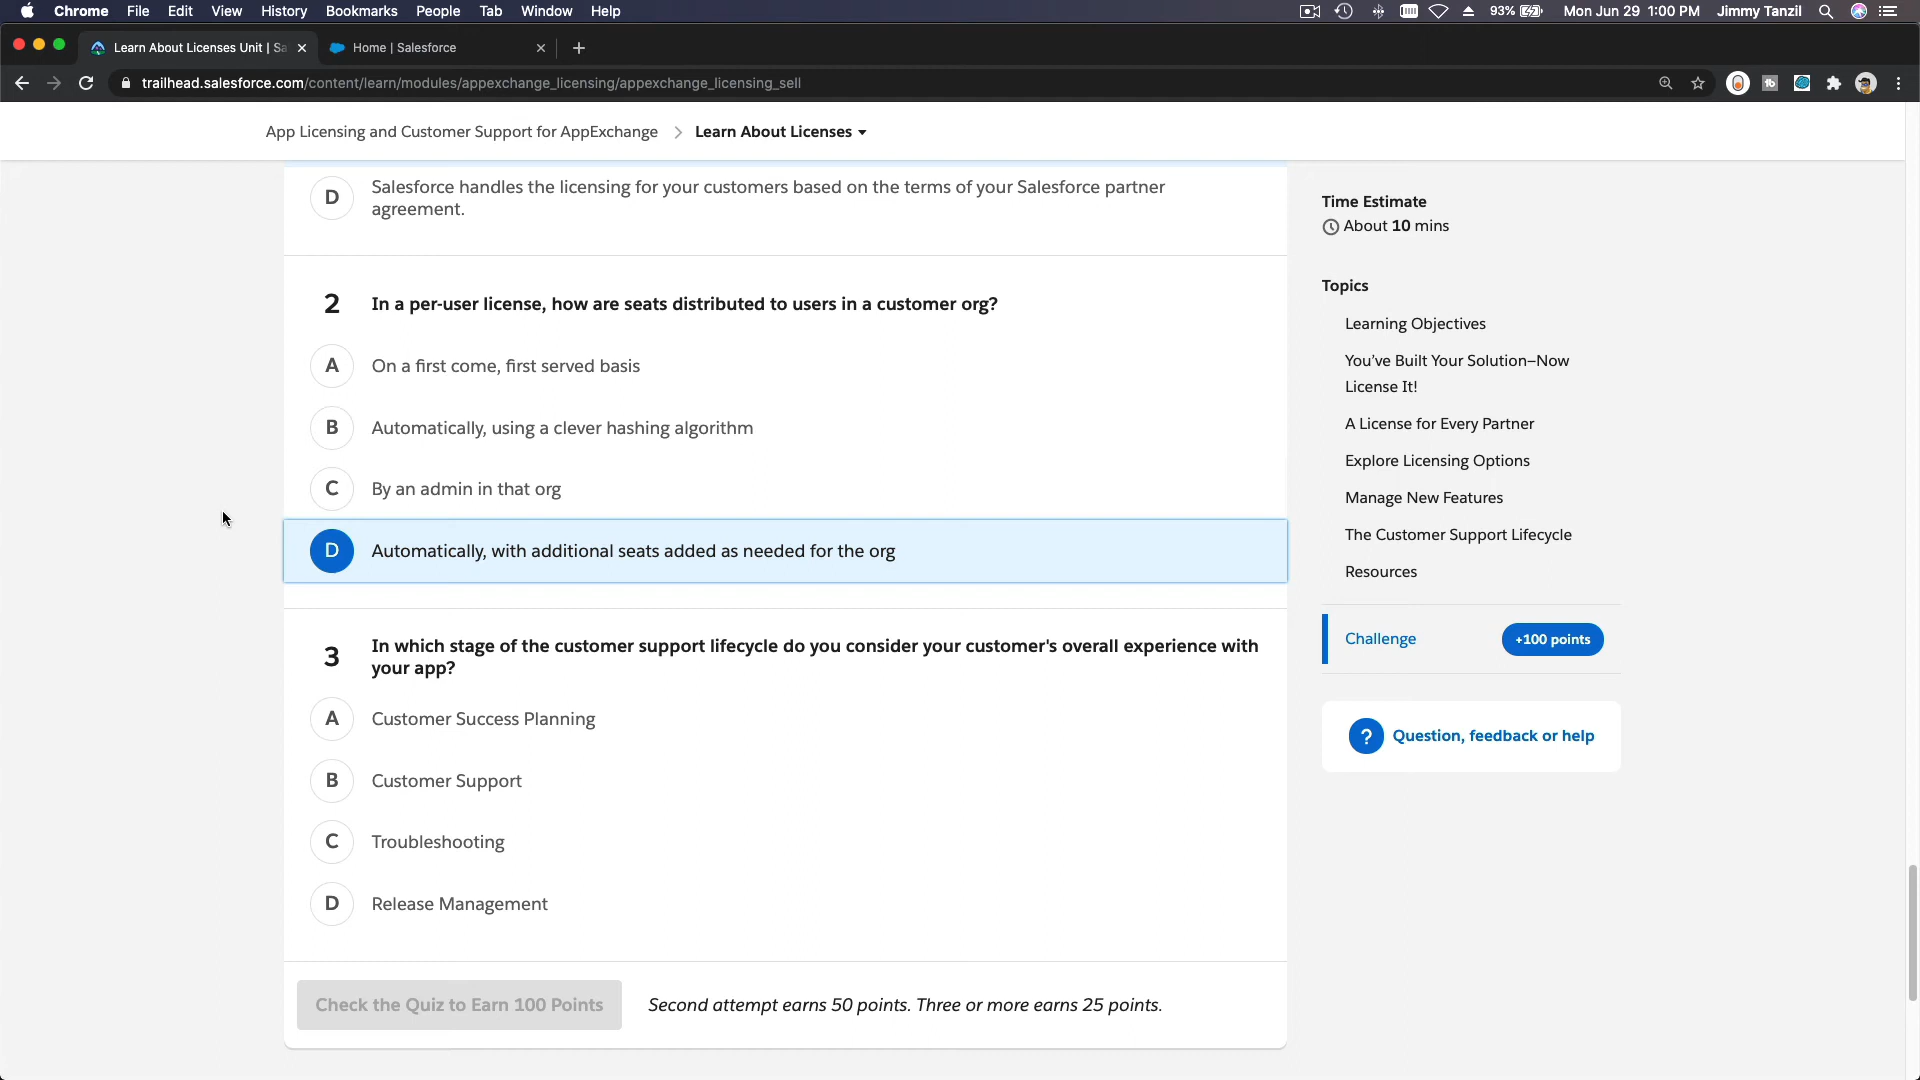 Chrome File Edit View History Bookmarks People Tab Window Help 93% Mon Jun 29 1:00 PM Jimmy Tanzil
Learn About Licenses Unit | Sa Home | Salesforce
trailhead.salesforce.com/content/learn/modules/appexchange_licensing/appexchange_licensing_sell
App Licensing and Customer Support for AppExchange Learn About Licenses
D Salesforce handles the licensing for your customers based on the terms of your Salesforce partner
agreement.
2 In a per-user license, how are seats distributed to users in a customer org?
A On a first come, first served basis
B Automatically, using a clever hashing algorithm
C By an admin in that org
D Automatically, with additional seats added as needed for the org
3 In which stage of the customer support lifecycle do you consider your customer's overall experience with
your app?
A Customer Success Planning
B Customer Support
C Troubleshooting
D Release Management
Check the Quiz to Earn 100 Points Second attempt earns 50 points. Three or more earns 25 points.
Time Estimate
About 10 mins
Topics
Learning Objectives
You've Built Your Solution—Now
License It!
A License for Every Partner
Explore Licensing Options
Manage New Features
The Customer Support Lifecycle
Resources
Challenge +100 points
? Question, feedback or help